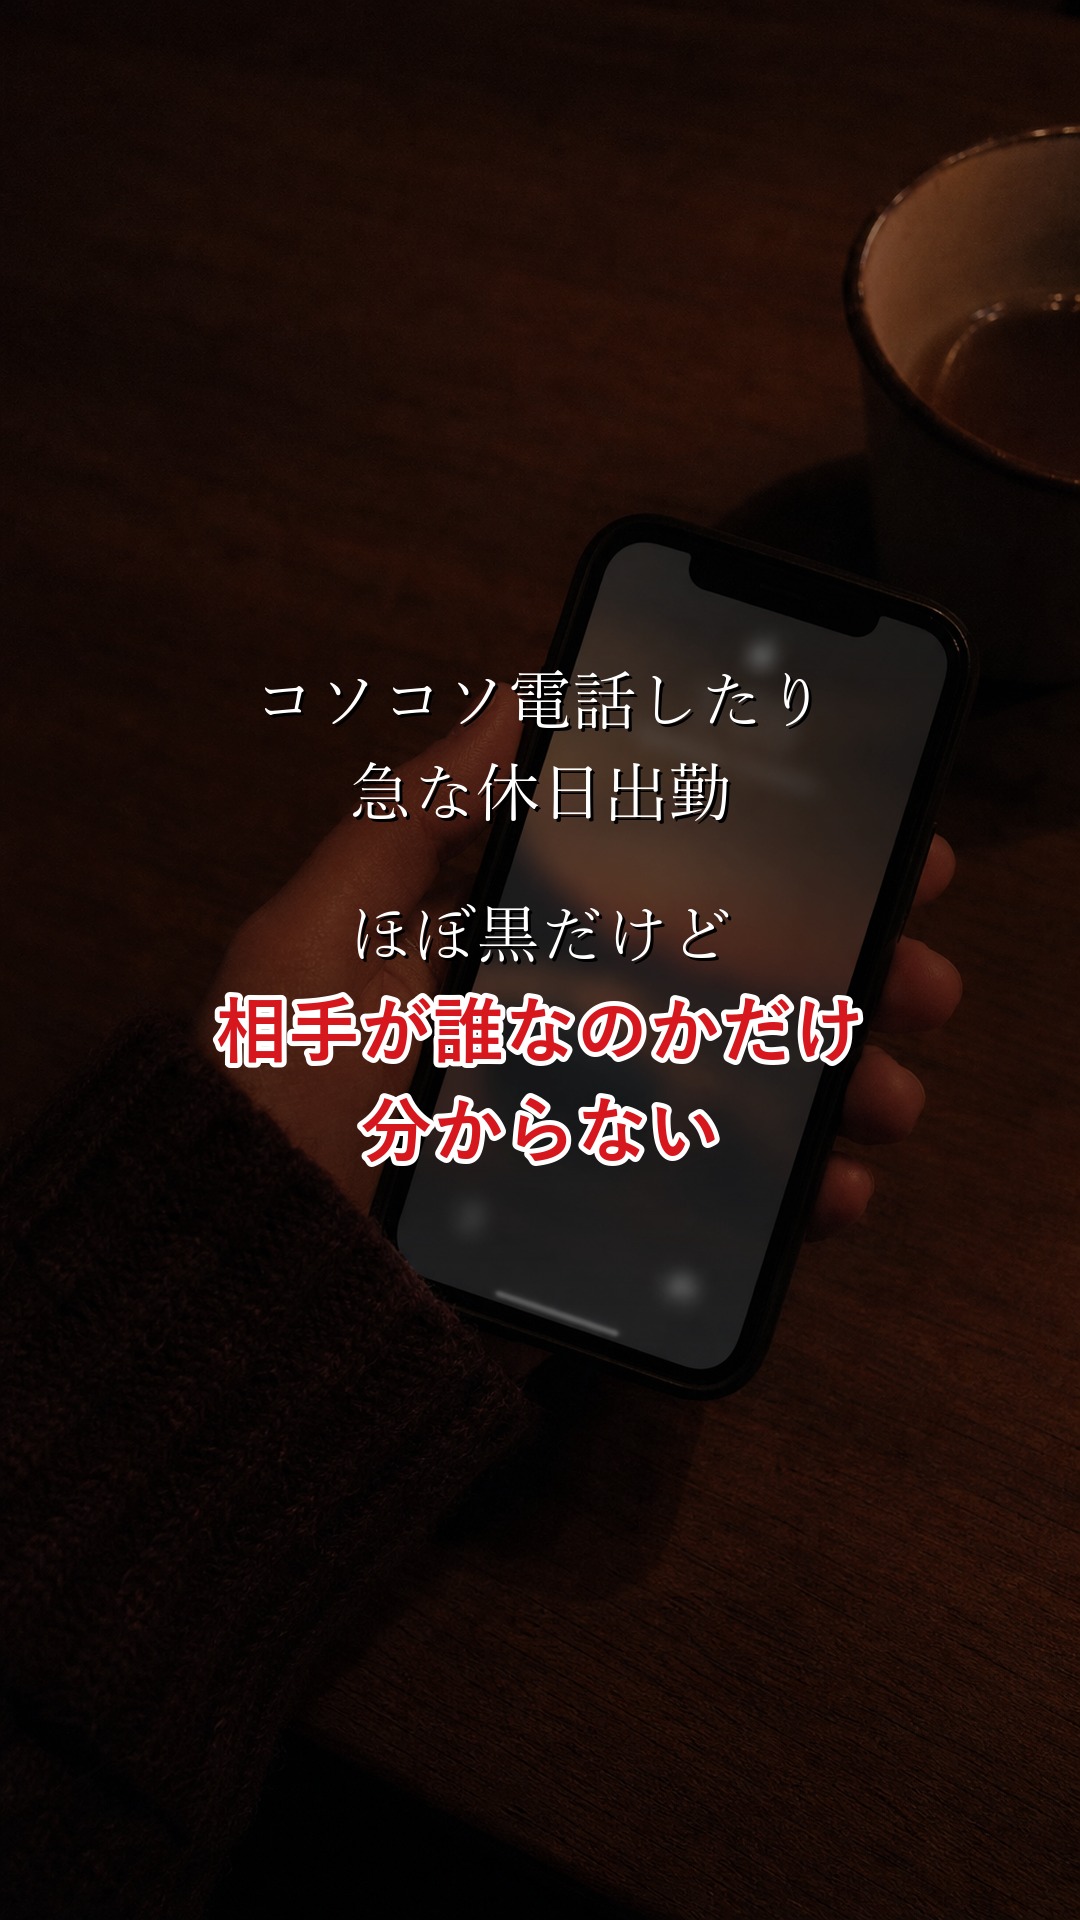 コソコソ電話したり
急な休日出勤
ほぼ黒だけど
相手が誰なのかだけ
分からない